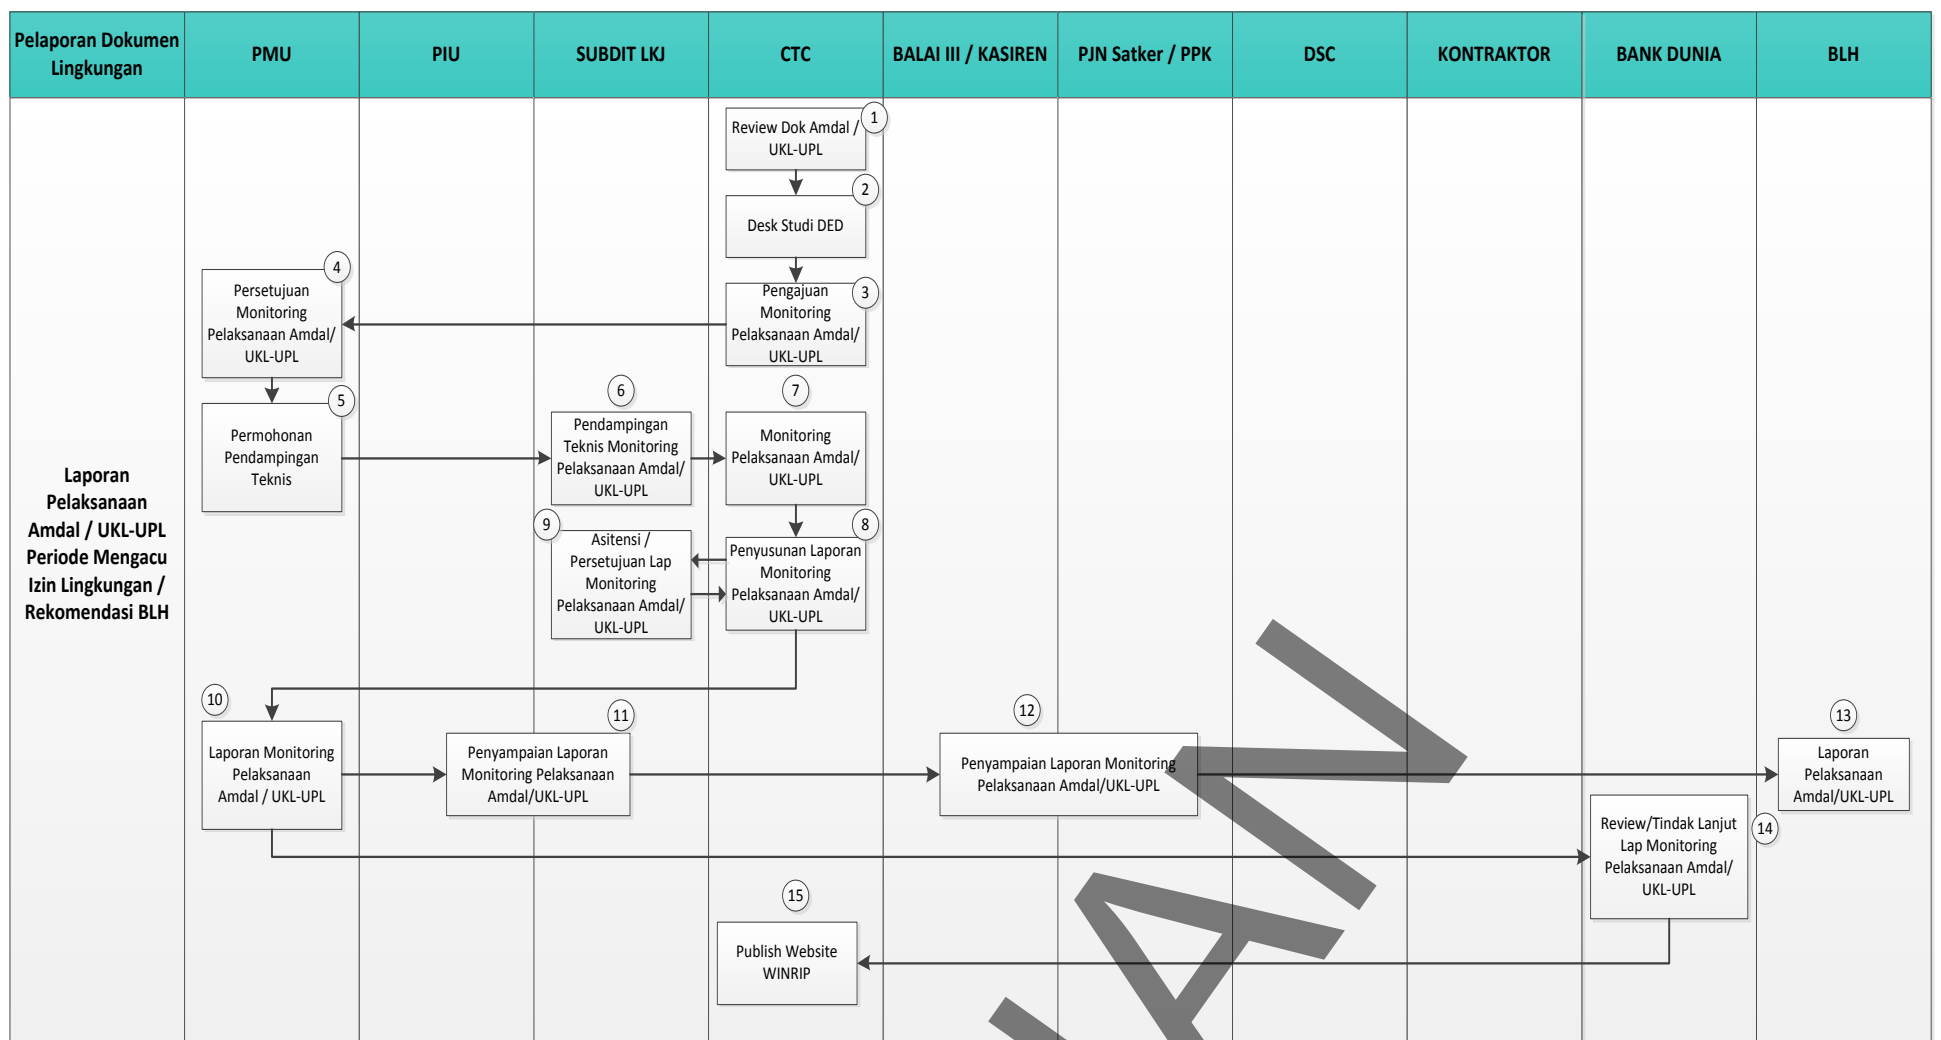 Pelaporan Dokumen
Lingkungan
PMU
PIU
SUBDIT LKJ
CTC
BALAI III / KASIREN
PJN Satker / PPK
DSC
KONTRAKTOR
BANK DUNIA
BLH
Laporan
Pelaksanaan
Amdal / UKL-UPL
Periode Mengacu
Izin Lingkungan /
Rekomendasi BLH
1
Review Dok Amdal /
UKL-UPL
2
Desk Studi DED
3
Pengajuan
Monitoring
Pelaksanaan Amdal/
UKL-UPL
4
Persetujuan
Monitoring
Pelaksanaan Amdal/
UKL-UPL
5
Permohonan
Pendampingan
Teknis
6
Pendampingan
Teknis Monitoring
Pelaksanaan Amdal/
UKL-UPL
7
Monitoring
Pelaksanaan Amdal/
UKL-UPL
8
Penyusunan Laporan
Monitoring
Pelaksanaan Amdal/
UKL-UPL
9
Asitensi /
Persetujuan Lap
Monitoring
Pelaksanaan Amdal/
UKL-UPL
10
Laporan Monitoring
Pelaksanaan
Amdal / UKL-UPL
11
Penyampaian Laporan
Monitoring Pelaksanaan
Amdal/UKL-UPL
12
Penyampaian Laporan Monitoring
Pelaksanaan Amdal/UKL-UPL
13
Laporan
Pelaksanaan
Amdal/UKL-UPL
14
Review/Tindak Lanjut
Lap Monitoring
Pelaksanaan Amdal/
UKL-UPL
15
Publish Website
WINRIP